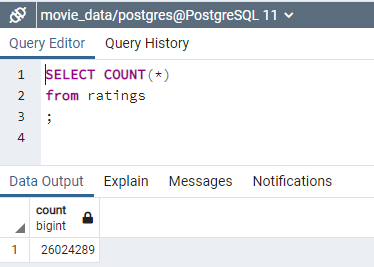 movie_data/postgres@PostgreSQL 11
Query Editor Query History
1 SELECT COUNT(*)
2 from ratings
3 ;
4
Data Output Explain Messages Notifications
count
bigint
1 26024289